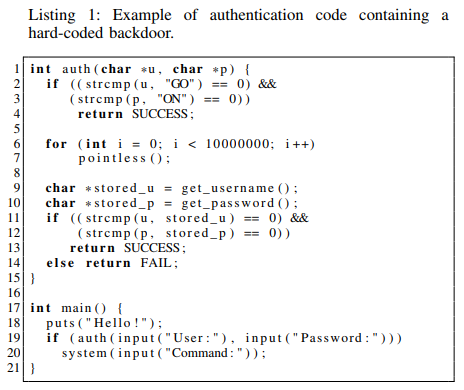 Listing 1: Example of authentication code containing a
hard-coded backdoor.
1 int auth(char *u, char *p) {
2   if ((strcmp(u, "GO") == 0) &&
3      (strcmp(p, "ON") == 0))
4       return SUCCESS;
5
6   for (int i = 0; i < 10000000; i++)
7       pointless();
8
9   char *stored_u = get_username();
10   char *stored_p = get_password();
11   if ((strcmp(u, stored_u) == 0) &&
12       (strcmp(p, stored_p) == 0))
13      return SUCCESS;
14   else return FAIL;
15 }
16
17 int main() {
18   puts("Hello!");
19   if (auth(input("User:"), input("Password:")))
20     system(input("Command:"));
21 }